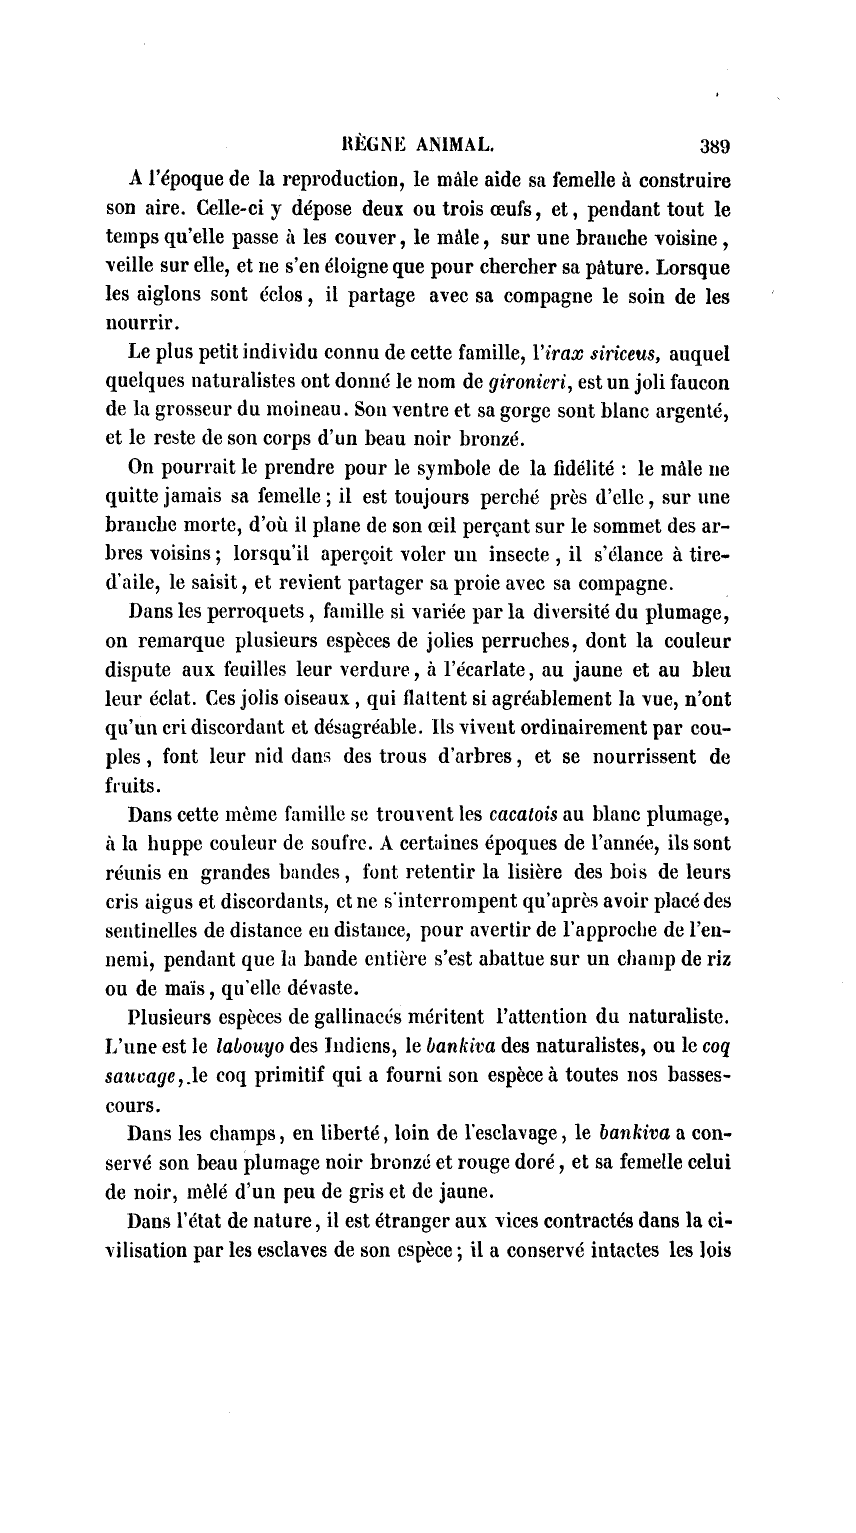 RÈGNE ANIMAL. 389
A l'époque de la reproduction, le mâle aide sa femelle à construire
son aire. Celle-ci y dépose deux ou trois œufs, et, pendant tout le
temps qu'elle passe à les couver, le mâle, sur une branche voisine,
veille sur elle, et ne s'en éloigne que pour chercher sa pâture. Lorsque
les aiglons sont éclos, il partage avec sa compagne le soin de les
nourrir.
Le plus petit individu connu de cette famille, l'irax siriceus, auquel
quelques naturalistes ont donné le nom de gironieri, est un joli faucon
de la grosseur du moineau. Son ventre et sa gorge sont blanc argenté,
et le reste de son corps d'un beau noir bronzé.
On pourrait le prendre pour le symbole de la fidélité : le mâle ne
quitte jamais sa femelle ; il est toujours perché près d'elle, sur une
branche morte, d'où il plane de son œil perçant sur le sommet des ar-
bres voisins ; lorsqu'il aperçoit voler un insecte, il s'élance à tire-
d'aile, le saisit, et revient partager sa proie avec sa compagne.
Dans les perroquets, famille si variée par la diversité du plumage,
on remarque plusieurs espèces de jolies perruches, dont la couleur
dispute aux feuilles leur verdure, à l'écarlate, au jaune et au bleu
leur éclat. Ces jolis oiseaux, qui flattent si agréablement la vue, n'ont
qu'un cri discordant et désagréable. Ils vivent ordinairement par cou-
ples, font leur nid dans des trous d'arbres, et se nourrissent de
fruits.
Dans cette même famille se trouvent les cacatois au blanc plumage,
à la huppe couleur de soufre. A certaines époques de l'année, ils sont
réunis en grandes bandes, font retentir la lisière des bois de leurs
cris aigus et discordants, et ne s'interrompent qu'après avoir placé des
sentinelles de distance en distance, pour avertir de l'approche de l'en-
nemi, pendant que la bande entière s'est abattue sur un champ de riz
ou de maïs, qu'elle dévaste.
Plusieurs espèces de gallinacés méritent l'attention du naturaliste.
L'une est le labouyo des Indiens, le bankiva des naturalistes, ou le coq
sauvage, le coq primitif qui a fourni son espèce à toutes nos basses-
cours.
Dans les champs, en liberté, loin de l'esclavage, le bankiva a con-
servé son beau plumage noir bronzé et rouge doré, et sa femelle celui
de noir, mêlé d'un peu de gris et de jaune.
Dans l'état de nature, il est étranger aux vices contractés dans la ci-
vilisation par les esclaves de son espèce ; il a conservé intactes les lois